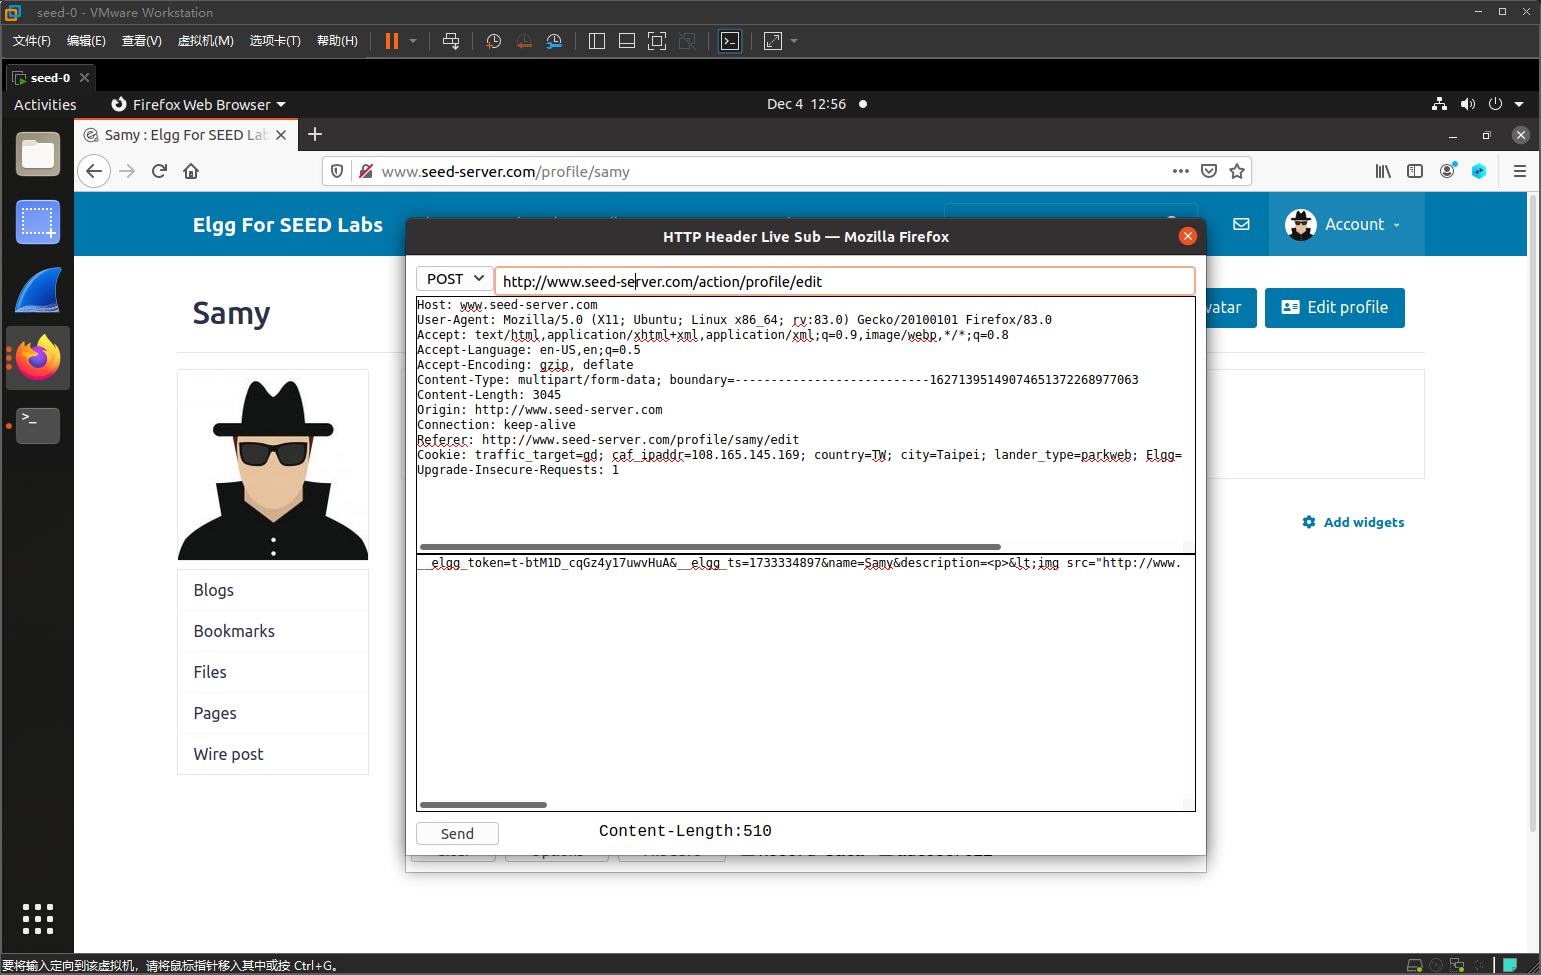 seed-0 - VMware Workstation
文件(F) 编辑(E) 查看(V) 虚拟机(M) 选项卡(T) 帮助(H)
seed-0
Activities Firefox Web Browser Dec 4 12:56
Samy : Elgg For SEED Lab
www.seed-server.com/profile/samy
Elgg For SEED Labs
Account
HTTP Header Live Sub — Mozilla Firefox
POST http://www.seed-server.com/action/profile/edit
Host: www.seed-server.com
User-Agent: Mozilla/5.0 (X11; Ubuntu; Linux x86_64; rv:83.0) Gecko/20100101 Firefox/83.0
Accept: text/html,application/xhtml+xml,application/xml;q=0.9,image/webp,*/*;q=0.8
Accept-Language: en-US,en;q=0.5
Accept-Encoding: gzip, deflate
Content-Type: multipart/form-data; boundary=---------------------------16271395149074651372268977063
Content-Length: 3045
Origin: http://www.seed-server.com
Connection: keep-alive
Referer: http://www.seed-server.com/profile/samy/edit
Cookie: traffic_target=gd; caf_ipaddr=108.165.145.169; country=TW; city=Taipei; lander_type=parkweb; Elgg=
Upgrade-Insecure-Requests: 1
__elgg_token=t-btM1D_cqGz4y17uwvHuA&__elgg_ts=1733334897&name=Samy&description=<p>&lt;img src="http://www.
Send Content-Length:510
Samy
vatar Edit profile
Add widgets
Blogs
Bookmarks
Files
Pages
Wire post
要将输入定向到该虚拟机，请将鼠标指针移入其中或按 Ctrl+G。